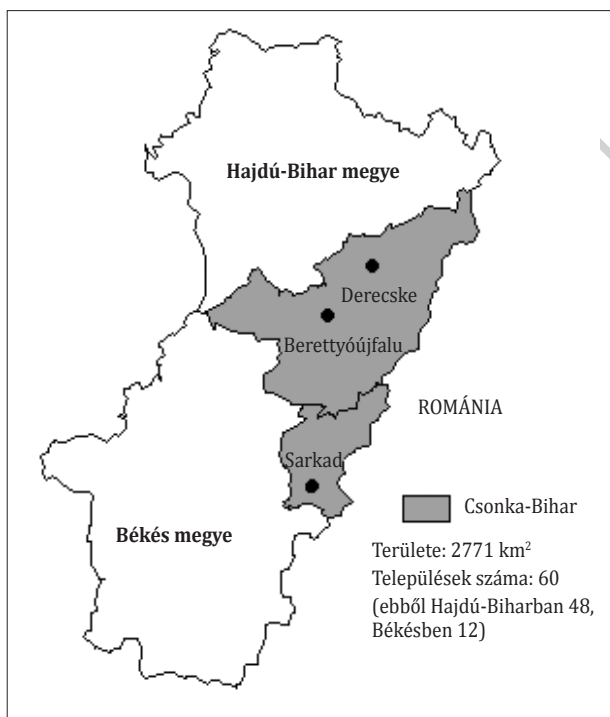 Hajdú-Bihar megye
Derecske
Berettyóújfalu
ROMÁNIA
Sarkad
Csonka-Bihar
Békés megye
Területe: 2771 km²
Települések száma: 60
(ebből Hajdú-Biharban 48,
Békésben 12)